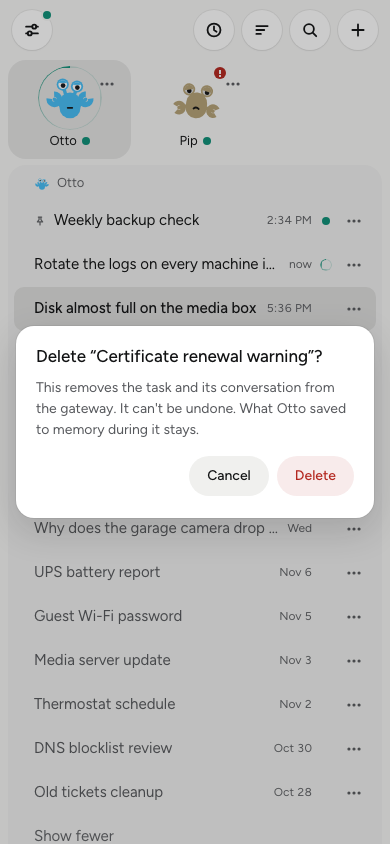 Otto
Pip
Otto
Weekly backup check 2:34 PM
Rotate the logs on every machine i... now
Disk almost full on the media box 5:36 PM
Delete “Certificate renewal warning”?
This removes the task and its conversation from
the gateway. It can't be undone. What Otto saved
to memory during it stays.
Cancel Delete
Why does the garage camera drop ... Wed
UPS battery report Nov 6
Guest Wi-Fi password Nov 5
Media server update Nov 3
Thermostat schedule Nov 2
DNS blocklist review Oct 30
Old tickets cleanup Oct 28
Show fewer